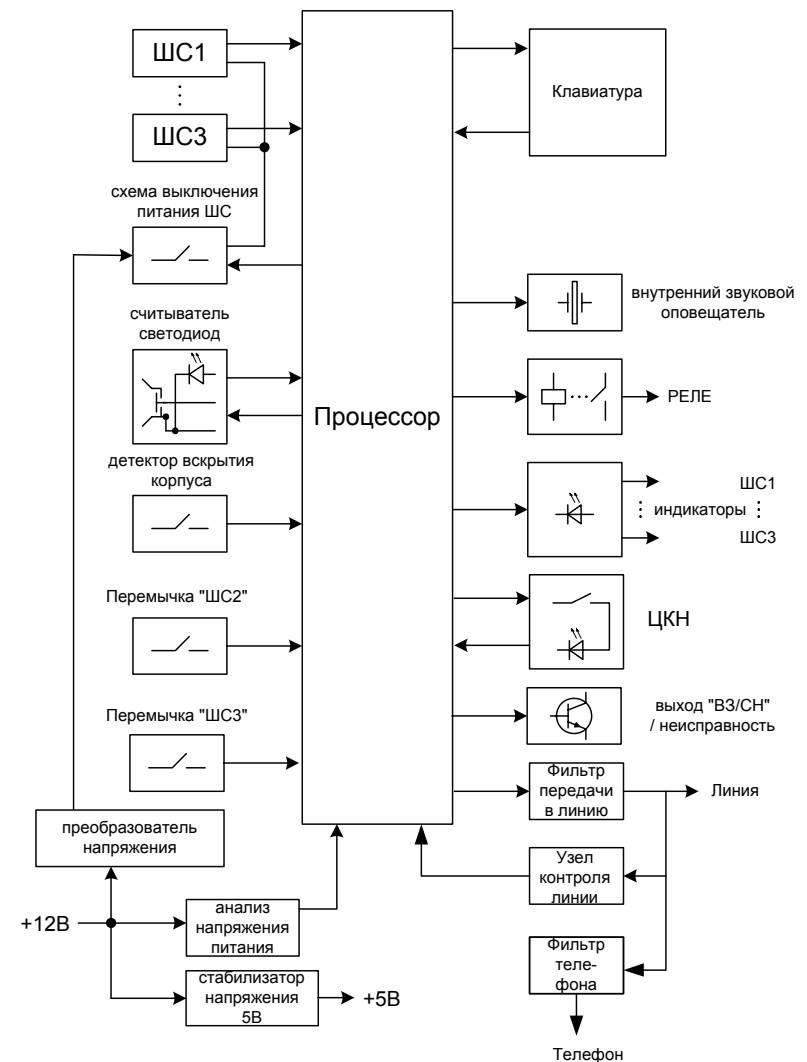 ШС1
ШС3
схема выключения
питания ШС
считыватель
светодиод
детектор вскрытия
корпуса
Перемычка "ШС2"
Перемычка "ШС3"
преобразователь
напряжения
+12В
анализ
напряжения
питания
стабилизатор
напряжения
5В
+5В
Процессор
Клавиатура
внутренний звуковой
оповещатель
РЕЛЕ
ШС1
индикаторы
ШС3
ЦКН
выход "ВЗ/СН"
/ неисправность
Фильтр
передачи
в линию
Линия
Узел
контроля
линии
Фильтр
теле-
фона
Телефон